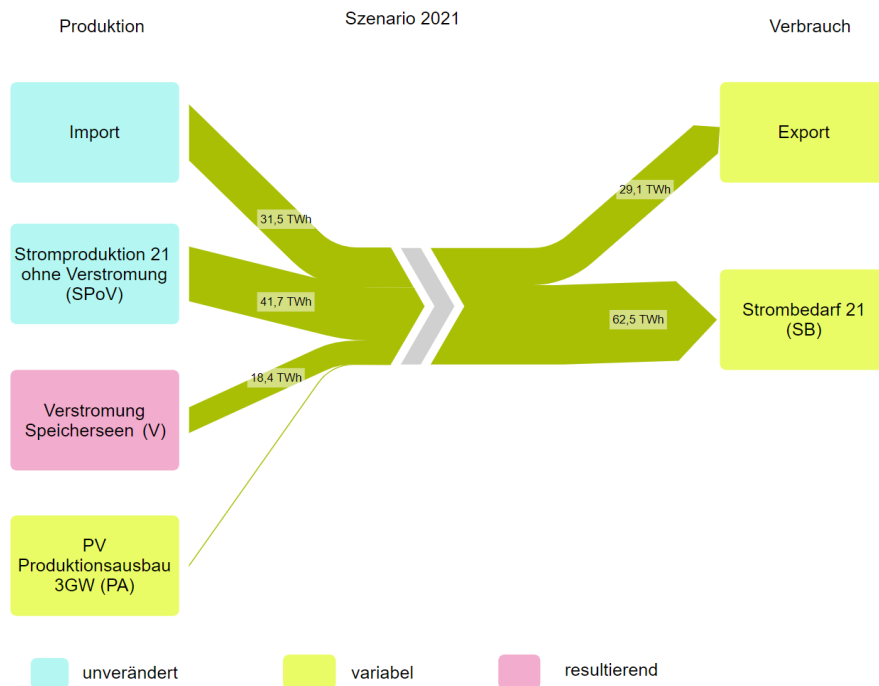 Szenario 2021
Produktion
Verbrauch
Import
Export
31,5 TWh
29,1 TWh
Stromproduktion 21
ohne Verstromung
(SPoV)
41,7 TWh
62,5 TWh
Strombedarf 21
(SB)
18,4 TWh
Verstromung
Speicherseen (V)
PV
Produktionsausbau
3GW (PA)
unverändert
variabel
resultierend